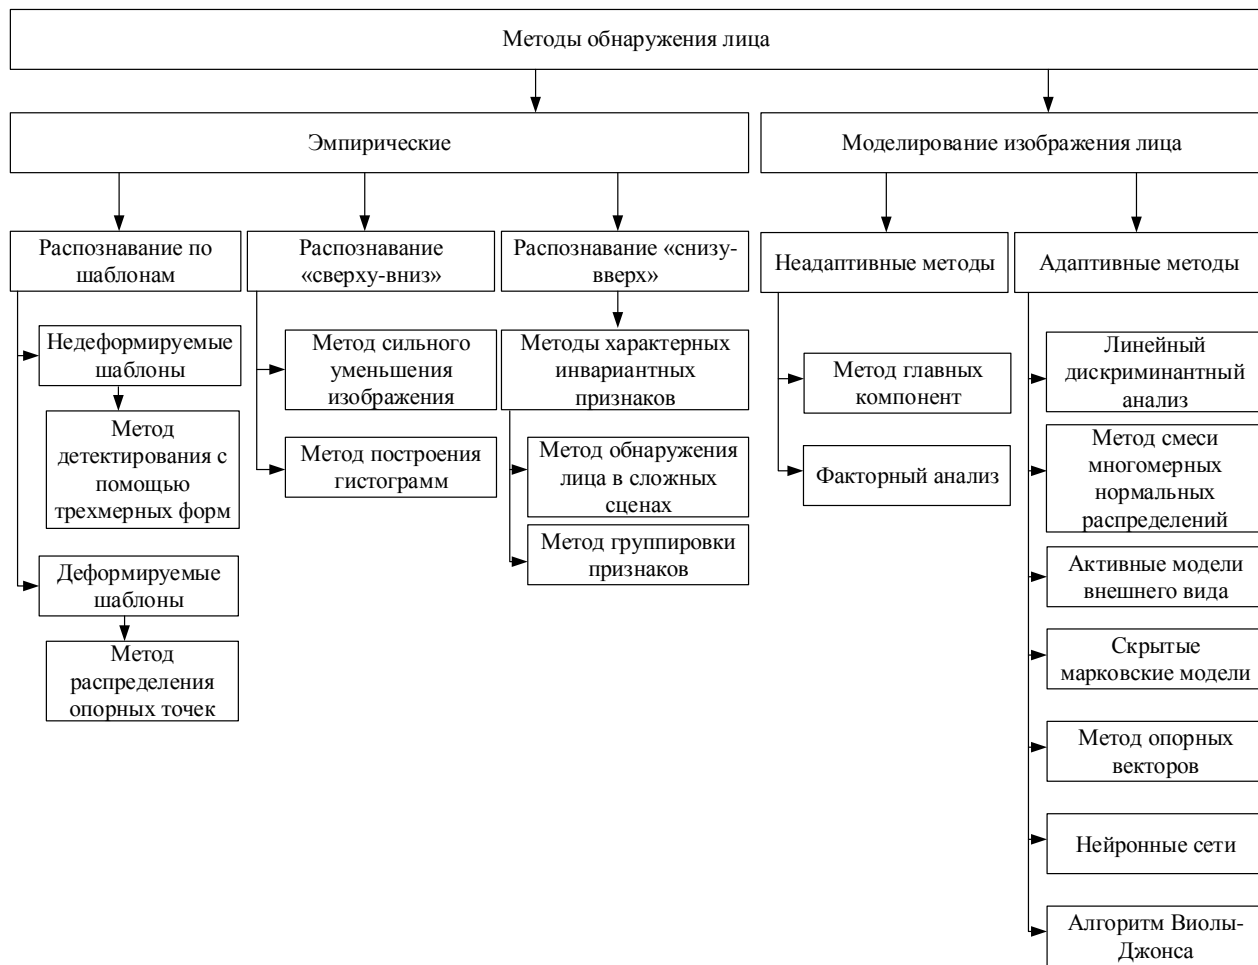 Методы обнаружения лица
Эмпирические
Моделирование изображения лица
Распознавание по
шаблонам
Распознавание
«сверху-вниз»
Распознавание «снизу-
вверх»
Неадаптивные методы
Адаптивные методы
Недеформируемые
шаблоны
Метод
детектирования с
помощью
трехмерных форм
Деформируемые
шаблоны
Метод
распределения
опорных точек
Метод сильного
уменьшения
изображения
Метод построения
гистограмм
Методы характерных
инвариантных
признаков
Метод обнаружения
лица в сложных
сценах
Метод группировки
признаков
Метод главных
компонент
Факторный анализ
Линейный
дискриминантный
анализ
Метод смеси
многомерных
нормальных
распределений
Активные модели
внешнего вида
Скрытые
марковские модели
Метод опорных
векторов
Нейронные сети
Алгоритм Виолы-
Джонса